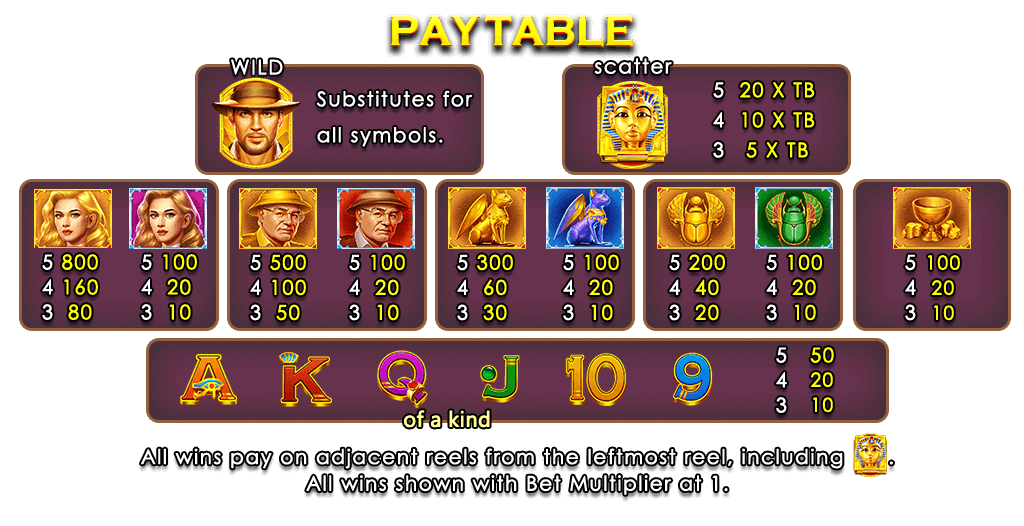 PAYTABLE
WILD
Substitutes for
all symbols.
scatter
5 20 X TB
4 10 X TB
3 5 X TB
5 800
4 160
3 80
5 100
4 20
3 10
5 500
4 100
3 50
5 100
4 20
3 10
5 300
4 60
3 30
5 100
4 20
3 10
5 200
4 40
3 20
5 100
4 20
3 10
5 100
4 20
3 10
A K Q J 10 9
5 50
4 20
3 10
of a kind
All wins pay on adjacent reels from the leftmost reel, including .
All wins shown with Bet Multiplier at 1.